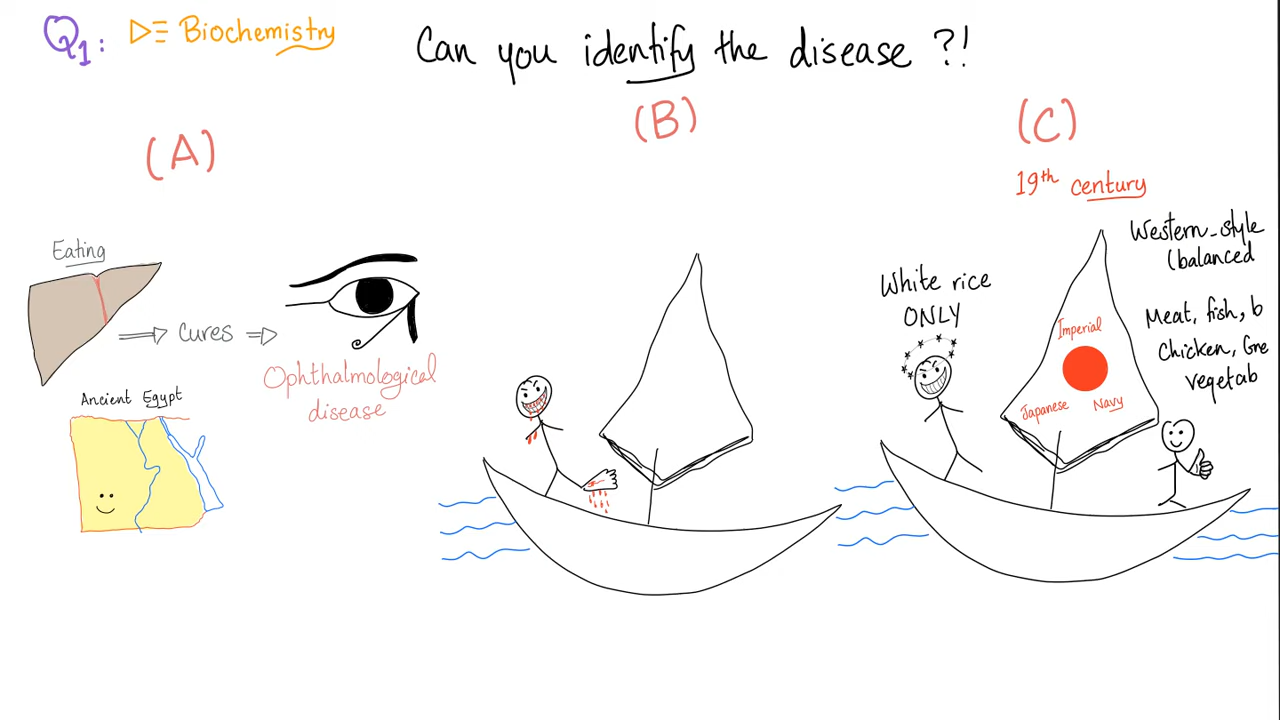 Q1:
Biochemistry
Can you identify the disease ?!
(A)
Eating
Cures
Ophthalmological
disease
Ancient Egypt
(B)
(C)
19th century
White rice
ONLY
Imperial
Japanese Navy
Western-style
(balanced
Meat, fish, b
Chicken, Gre
vegetab